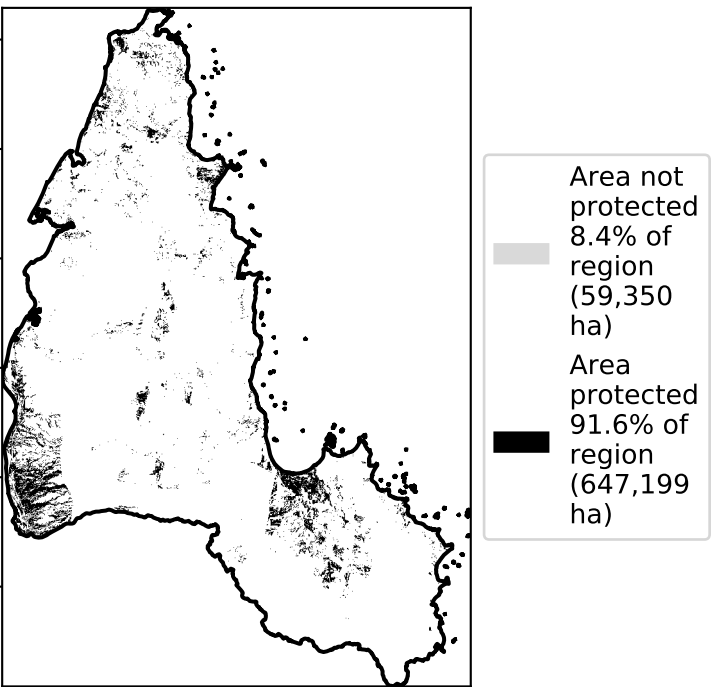 Area not
protected
8.4% of
region
(59,350
ha)
Area
protected
91.6% of
region
(647,199
ha)